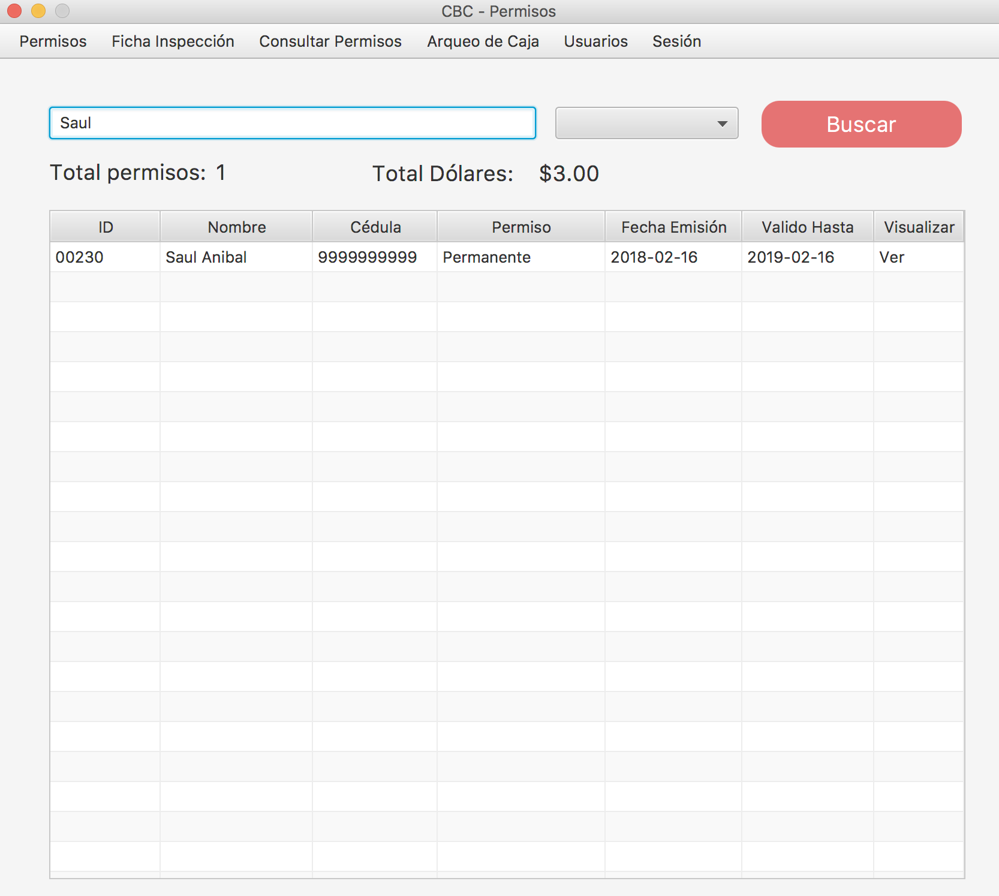 CBC - Permisos
Permisos Ficha Inspección Consultar Permisos Arqueo de Caja Usuarios Sesión
Saul Buscar
Total permisos: 1 Total Dólares: $3.00
ID Nombre Cédula Permiso Fecha Emisión Valido Hasta Visualizar
00230 Saul Anibal 9999999999 Permanente 2018-02-16 2019-02-16 Ver